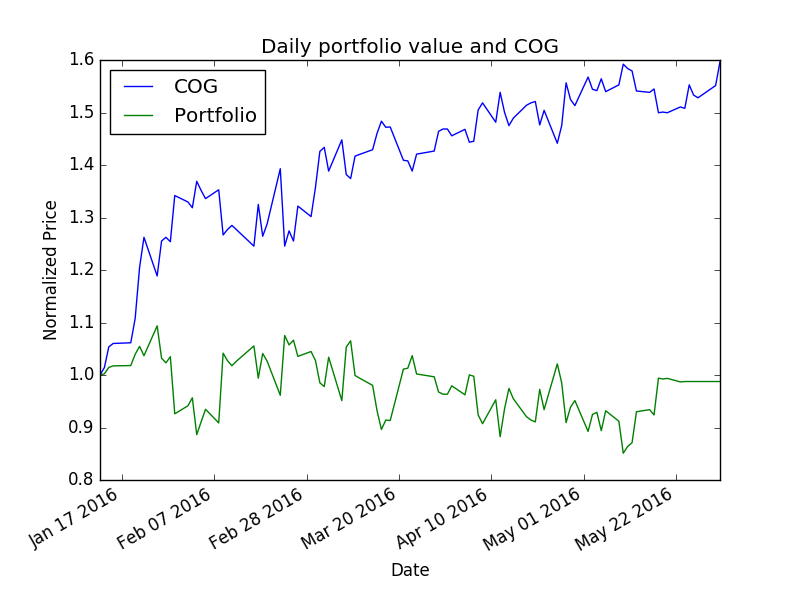 Daily portfolio value and COG
COG
Portfolio
1.6
1.5
1.4
1.3
1.2
1.1
1.0
0.9
0.8
Normalized Price
Jan 17 2016
Feb 07 2016
Feb 28 2016
Mar 20 2016
Apr 10 2016
May 01 2016
May 22 2016
Date